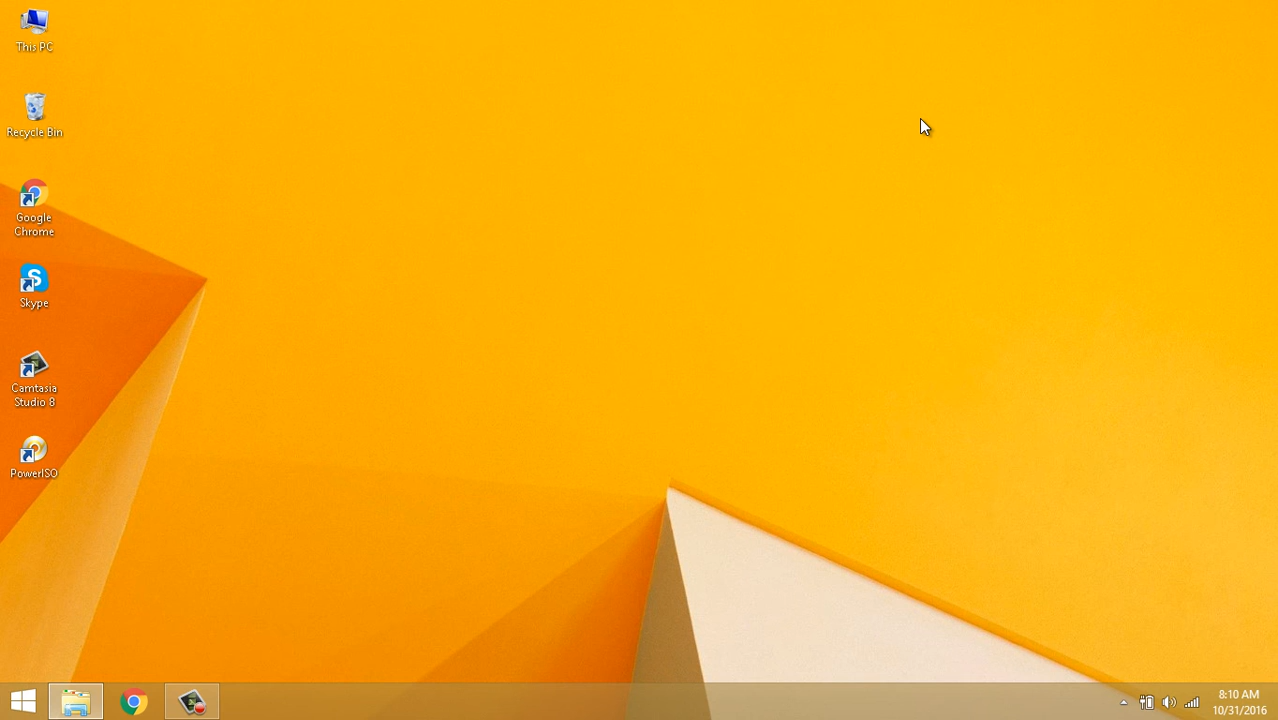 This PC
Recycle Bin
Google
Chrome
Skype
Camtasia
Studio 8
PowerISO
8:10 AM
10/31/2016